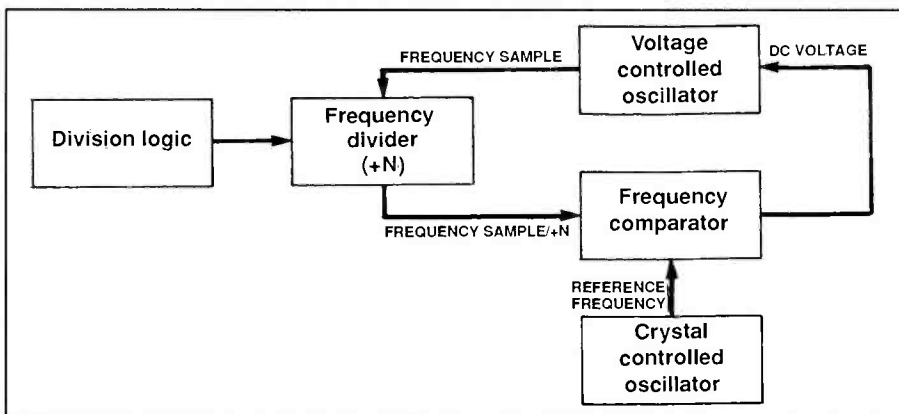 FREQUENCY SAMPLE
Voltage
controlled
oscillator
DC VOLTAGE
Division logic
Frequency
divider
(+N)
FREQUENCY SAMPLE/+N
Frequency
comparator
REFERENCE
FREQUENCY
Crystal
controlled
oscillator